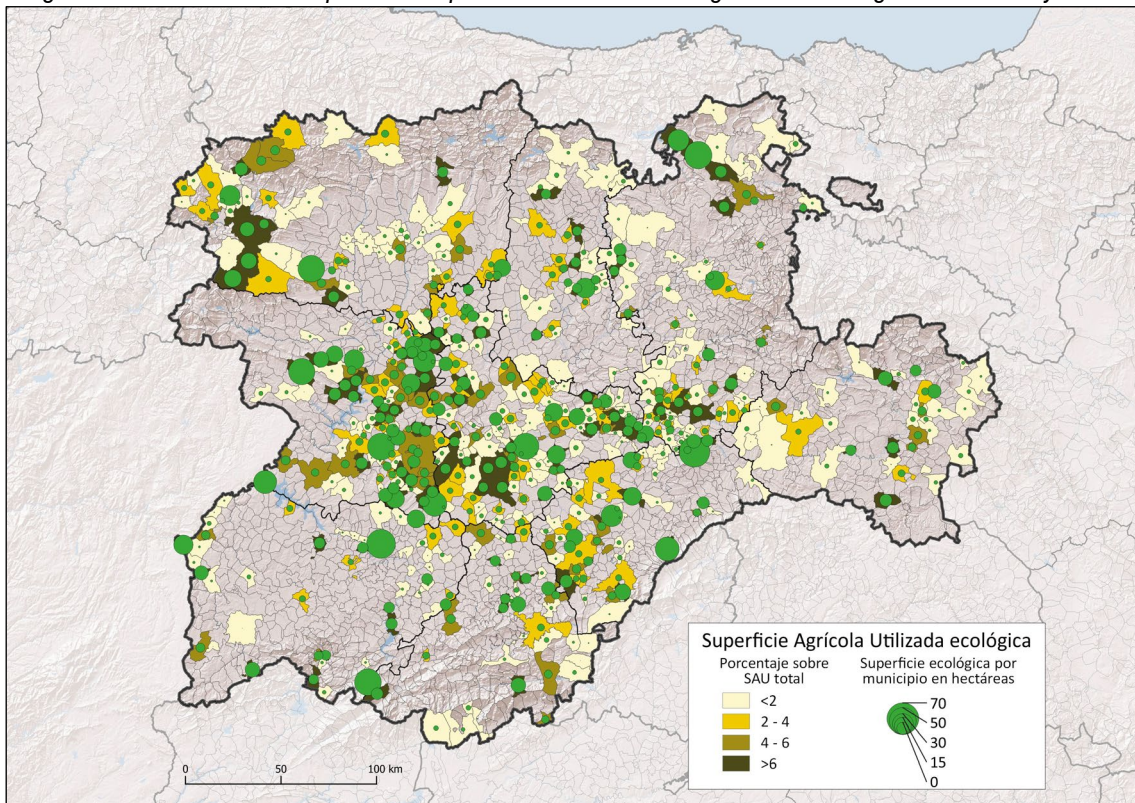 Superficie Agrícola Utilizada ecológica
Porcentaje sobre
SAU total
<2
2 - 4
4 - 6
>6
Superficie ecológica por
municipio en hectáreas
70
50
30
15
0
0 50 100 km